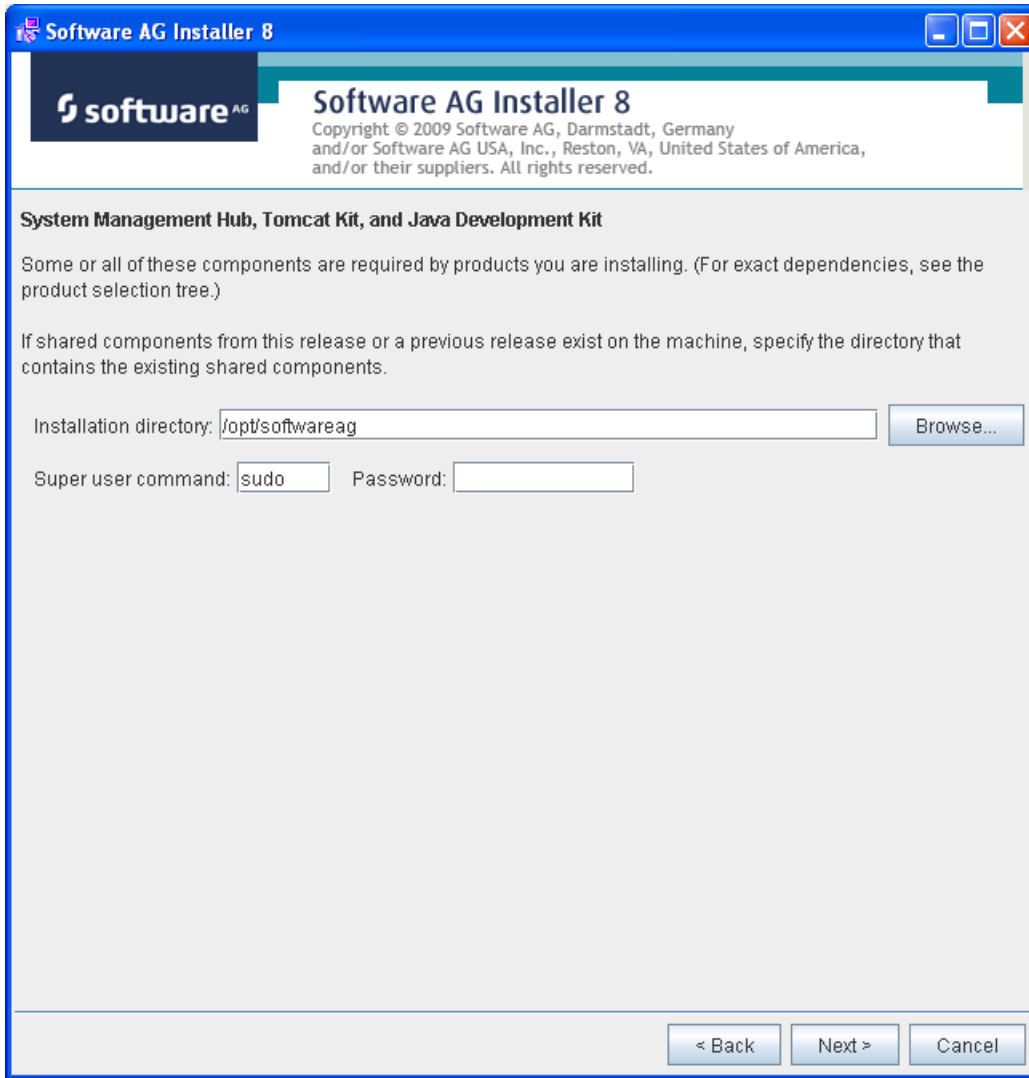 Software AG Installer 8
software AG
Software AG Installer 8
Copyright © 2009 Software AG, Darmstadt, Germany
and/or Software AG USA, Inc., Reston, VA, United States of America,
and/or their suppliers. All rights reserved.
System Management Hub, Tomcat Kit, and Java Development Kit
Some or all of these components are required by products you are installing. (For exact dependencies, see the
product selection tree.)
If shared components from this release or a previous release exist on the machine, specify the directory that
contains the existing shared components.
Installation directory: /opt/softwareag Browse...
Super user command: sudo Password:
< Back Next > Cancel